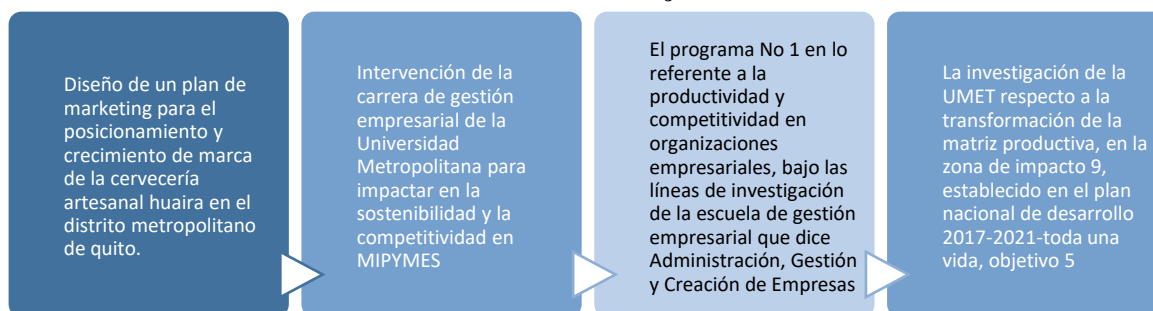 Diseño de un plan de
marketing para el
posicionamiento y
crecimiento de marca
de la cervecería
artesanal huaira en el
distrito metropolitano
de quito.
Intervención de la
carrera de gestión
empresarial de la
Universidad
Metropolitana para
impactar en la
sostenibilidad y la
competitividad en
MIPYMES
El programa No 1 en lo
referente a la
productividad y
competitividad en
organizaciones
empresariales, bajo las
líneas de investigación
de la escuela de gestión
empresarial que dice
Administración, Gestión
y Creación de Empresas
La investigación de la
UMET respecto a la
transformación de la
matriz productiva, en la
zona de impacto 9,
establecido en el plan
nacional de desarrollo
2017-2021-toda una
vida, objetivo 5